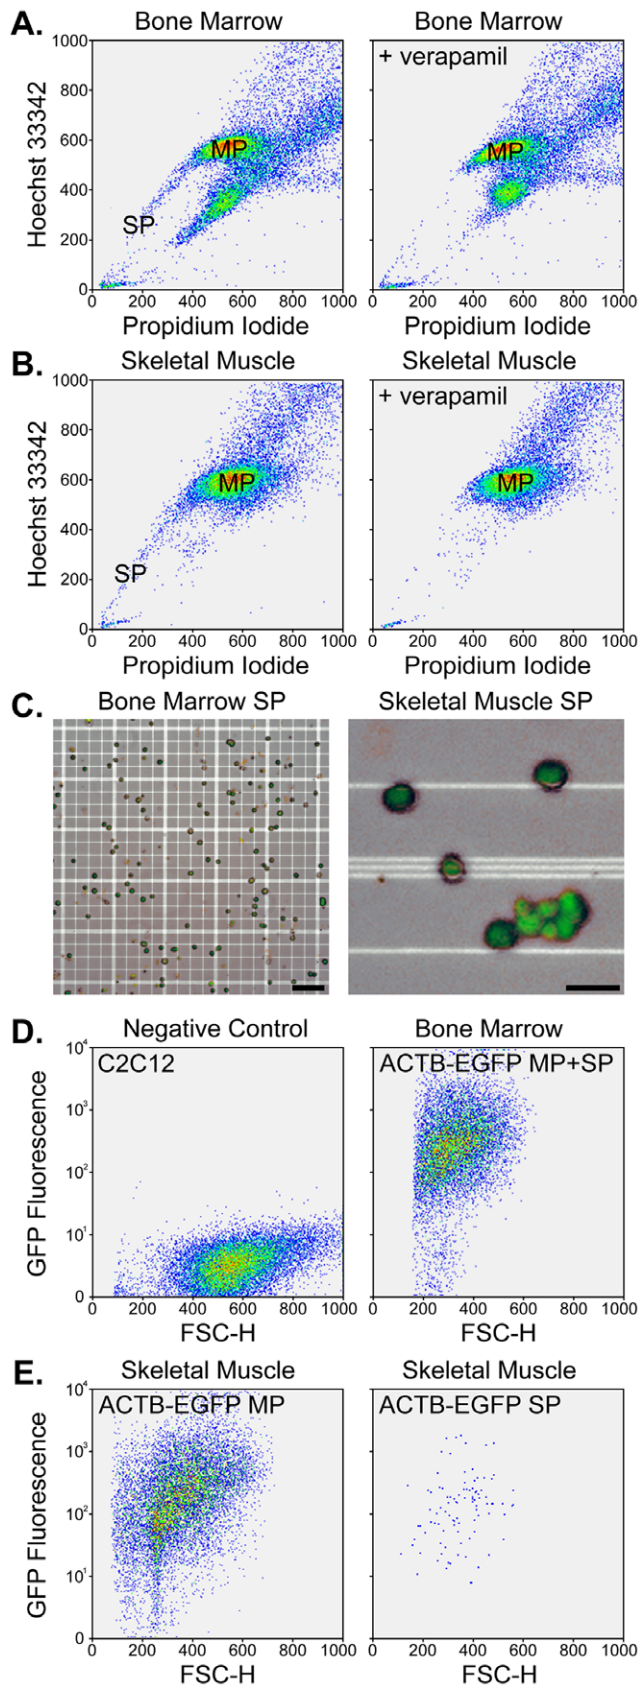 A.
Bone Marrow
Bone Marrow
1000
800
600
400
200
0
Hoechst 33342
MP
SP
+ verapamil
MP
0 200 400 600 800 1000
0 200 400 600 800 1000
Propidium Iodide
Propidium Iodide
B.
Skeletal Muscle
Skeletal Muscle
1000
800
600
400
200
0
Hoechst 33342
MP
SP
+ verapamil
MP
0 200 400 600 800 1000
0 200 400 600 800 1000
Propidium Iodide
Propidium Iodide
C.
Bone Marrow SP
Skeletal Muscle SP
D.
Negative Control
Bone Marrow
10⁴
10³
10²
10¹
0
GFP Fluorescence
C2C12
ACTB-EGFP MP+SP
0 200 400 600 800 1000
0 200 400 600 800 1000
FSC-H
FSC-H
E.
Skeletal Muscle
Skeletal Muscle
10⁴
10³
10²
10¹
0
GFP Fluorescence
ACTB-EGFP MP
ACTB-EGFP SP
0 200 400 600 800 1000
0 200 400 600 800 1000
FSC-H
FSC-H